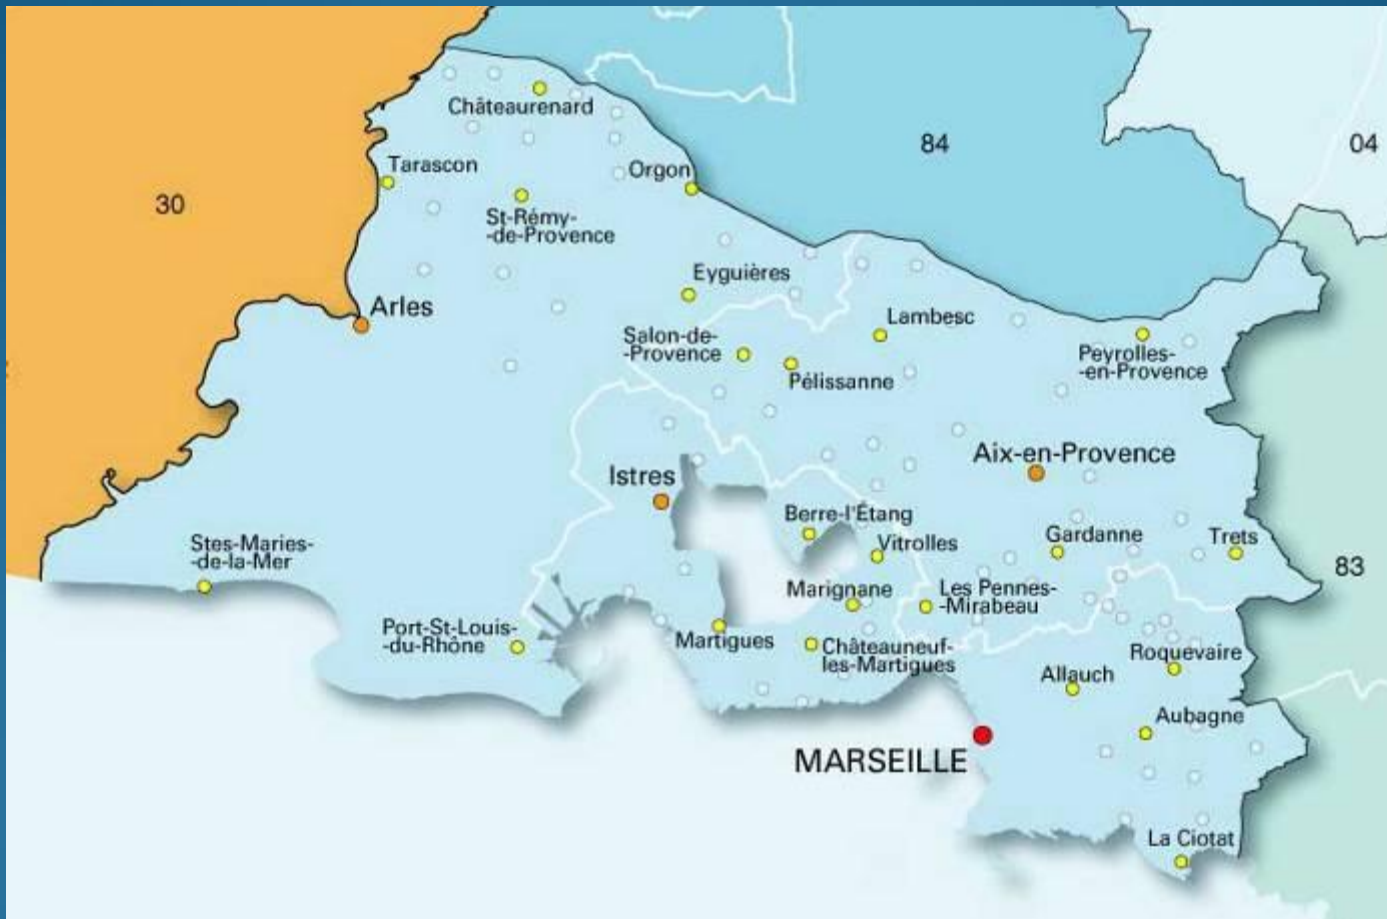 Châteaurenard
84
04
Tarascon
Orgon
30
St-Rémy-
-de-Provence
Eyguières
Arles
Lambesc
Salon-de-
-Provence
Pélissanne
Peyrolles-
-en-Provence
Aix-en-Provence
Istres
Berre-l'Étang
Vitrolles
Gardanne
Trets
Stes-Maries-
-de-la-Mer
83
Marignane
Les Pennes-
-Mirabeau
Port-St-Louis-
-du-Rhône
Martigues
Châteauneuf-
les-Martigues
Roquevaire
Allauch
Aubagne
MARSEILLE
La Ciotat